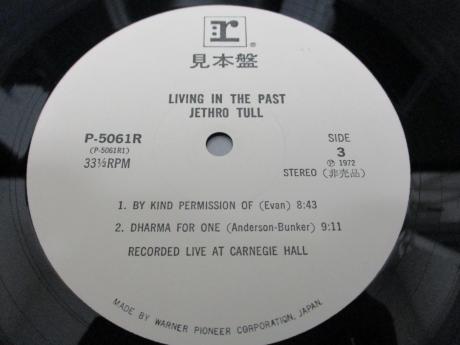 r®
見本盤
LIVING IN THE PAST
JETHRO TULL
P-5061R
(P-5061R1)
33⅓RPM
SIDE
3
Ⓟ 1972
STEREO (非売品)
1. BY KIND PERMISSION OF (Evan) 8:43
2. DHARMA FOR ONE (Anderson-Bunker) 9:11
RECORDED LIVE AT CARNEGIE HALL
MADE BY WARNER PIONEER CORPORATION, JAPAN.